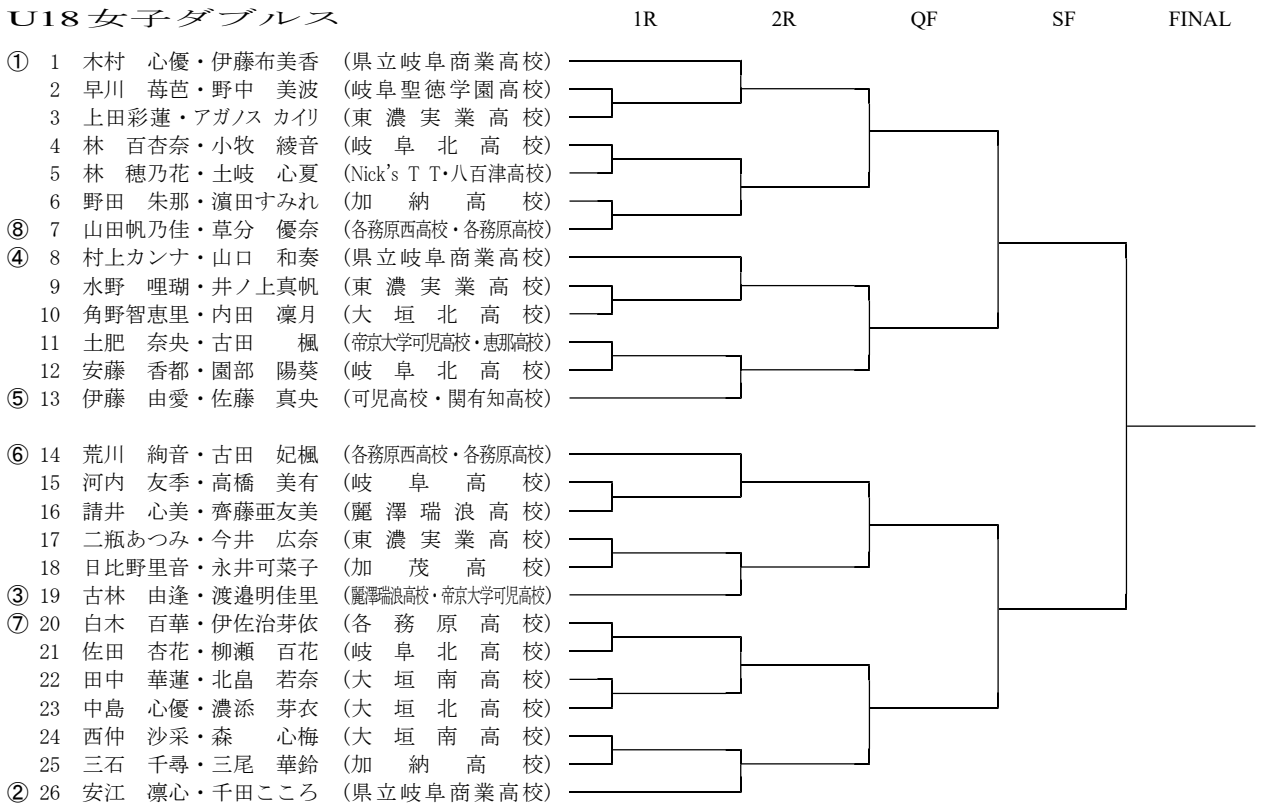 U18女子ダブルス 1R 2R QF SF FINAL
① 1 木村 心優・伊藤布美香 (県立岐阜商業高校)
2 早川 苺芭・野中 美波 (岐阜聖徳学園高校)
3 上田彩蓮・アガノス カイリ (東濃実業高校)
4 林 百杏奈・小牧 綾音 (岐阜北高校)
5 林 穂乃花・土岐 心夏 (Nick's T T・八百津高校)
6 野田 朱那・濵田すみれ (加納高校)
⑧ 7 山田帆乃佳・草分 優奈 (各務原西高校・各務原高校)
④ 8 村上カンナ・山口 和奏 (県立岐阜商業高校)
9 水野 哩瑚・井ノ上真帆 (東濃実業高校)
10 角野智恵里・内田 凜月 (大垣北高校)
11 土肥 奈央・古田 楓 (帝京大学可児高校・恵那高校)
12 安藤 香都・園部 陽葵 (岐阜北高校)
⑤ 13 伊藤 由愛・佐藤 真央 (可児高校・関有知高校)
⑥ 14 荒川 絢音・古田 妃楓 (各務原西高校・各務原高校)
15 河内 友季・高橋 美有 (岐阜高校)
16 請井 心美・齊藤亜友美 (麗澤瑞浪高校)
17 二瓶あつみ・今井 広奈 (東濃実業高校)
18 日比野里音・永井可菜子 (加茂高校)
③ 19 古林 由逢・渡邉明佳里 (麗澤瑞浪高校・帝京大学可児高校)
⑦ 20 白木 百華・伊佐治芽依 (各務原高校)
21 佐田 杏花・柳瀬 百花 (岐阜北高校)
22 田中 華蓮・北畠 若奈 (大垣南高校)
23 中島 心優・濃添 芽衣 (大垣北高校)
24 西仲 沙采・森 心梅 (大垣南高校)
25 三石 千尋・三尾 華鈴 (加納高校)
② 26 安江 凛心・千田こころ (県立岐阜商業高校)